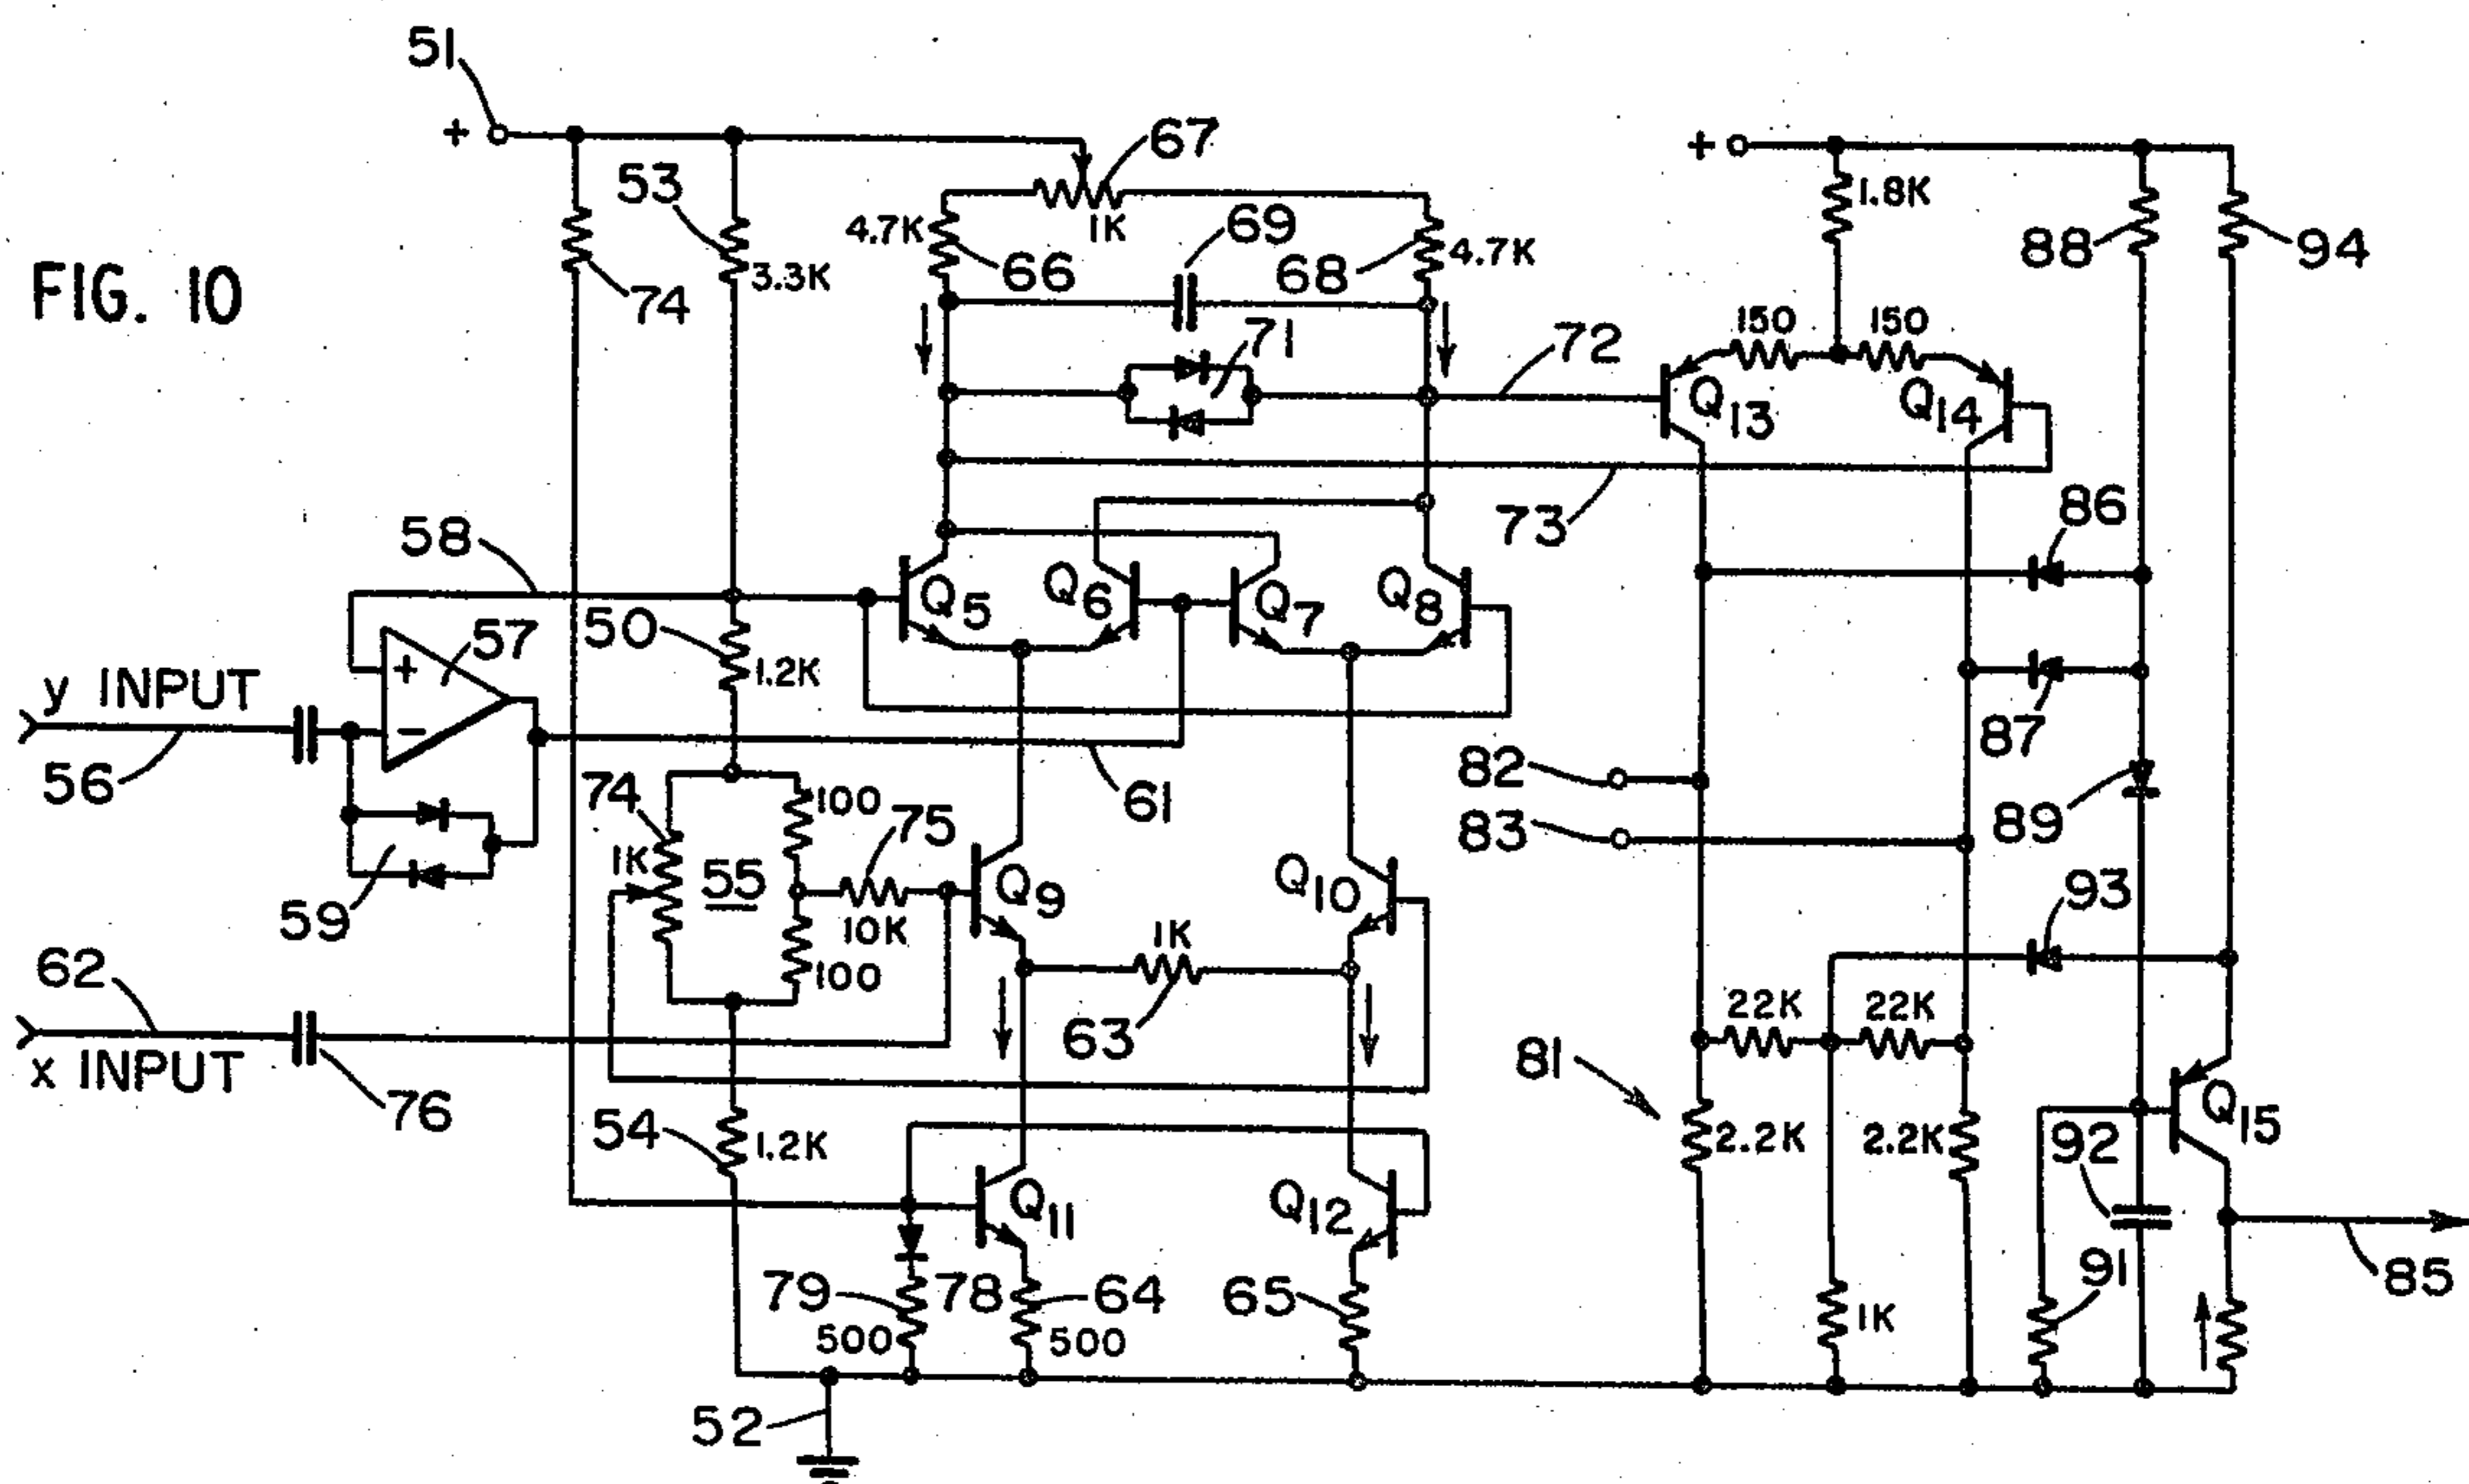 FIG. 10
51
+
74
53
3.3K
67
1K
4.7K
66
69
68
4.7K
71
72
73
+
1.8K
150
150
Q13
Q14
88
94
86
87
58
57
+
−
y INPUT
56
59
50
1.2K
Q5
Q6
Q7
Q8
61
74
1K
55
100
75
10K
100
Q9
Q10
1K
63
62
x INPUT
76
54
1.2K
Q11
Q12
79
500
78
64
500
65
52
82
83
89
93
22K
22K
81
2.2K
2.2K
1K
92
91
Q15
85